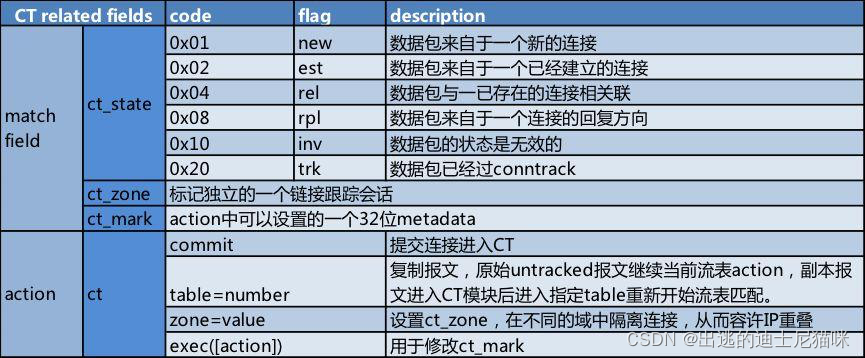 CT related fields code flag description
0x01 new 数据包来自于一个新的连接
0x02 est 数据包来自于一个已经建立的连接
0x04 rel 数据包与一已存在的连接相关联
match field ct_state 0x08 rpl 数据包来自于一个连接的回复方向
0x10 inv 数据包的状态是无效的
0x20 trk 数据包已经过conntrack
ct_zone 标记独立的一个链接跟踪会话
ct_mark action中可以设置的一个32位metadata
commit 提交连接进入CT
action ct table=number 复制报文，原始untracked报文继续当前流表action，副本
报文进入CT模块后进入指定table重新开始流表匹配。
zone=value 设置ct_zone，在不同的域中隔离连接，从而容许IP重叠
exec([action]) 用于修改ct_mark
CSDN @出逃的迪士尼猫咪